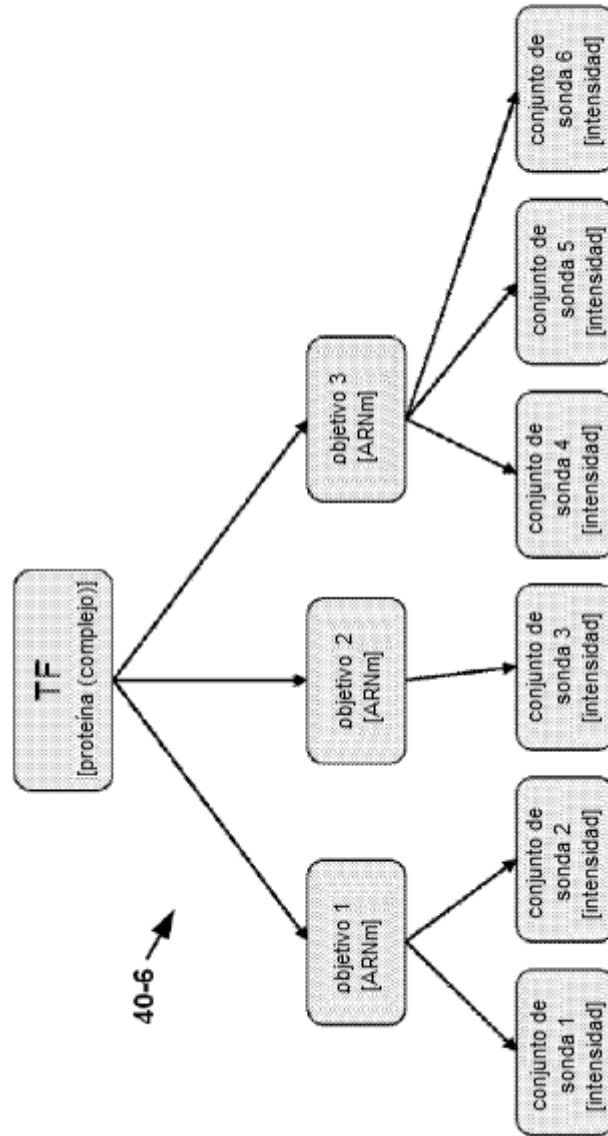 TF
[proteína (complejo)]
40-6
objetivo 1
[ARNm]
objetivo 2
[ARNm]
objetivo 3
[ARNm]
conjunto de
sonda 1
[intensidad]
conjunto de
sonda 2
[intensidad]
conjunto de
sonda 3
[intensidad]
conjunto de
sonda 4
[intensidad]
conjunto de
sonda 5
[intensidad]
conjunto de
sonda 6
[intensidad]